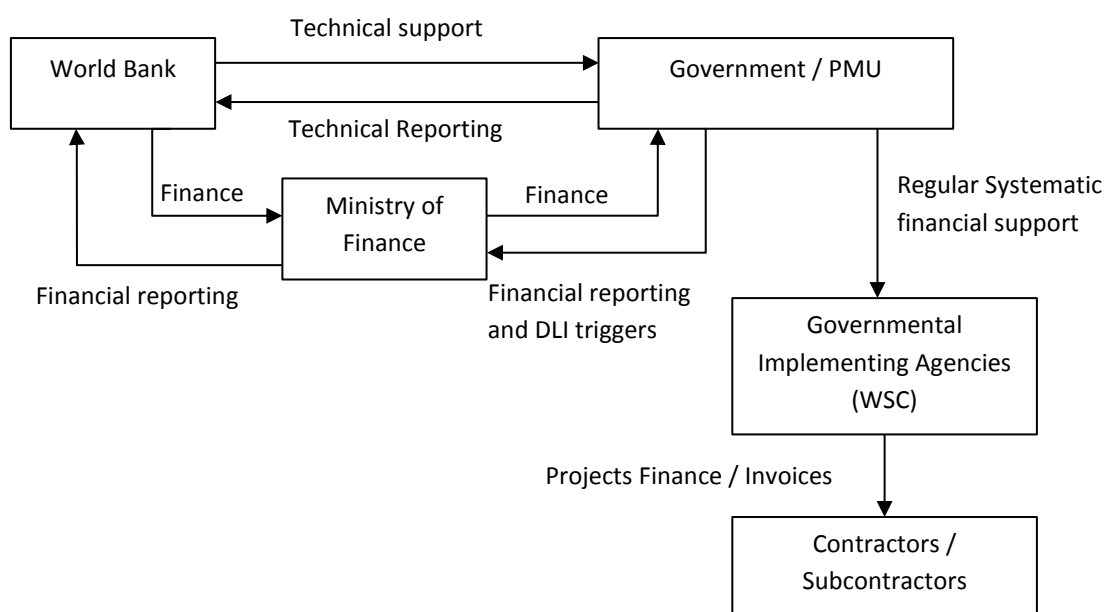 Technical support
World Bank
Government / PMU
Technical Reporting
Finance
Ministry of
Finance
Finance
Regular Systematic
financial support
Financial reporting
Financial reporting
and DLI triggers
Governmental
Implementing Agencies
(WSC)
Projects Finance / Invoices
Contractors /
Subcontractors